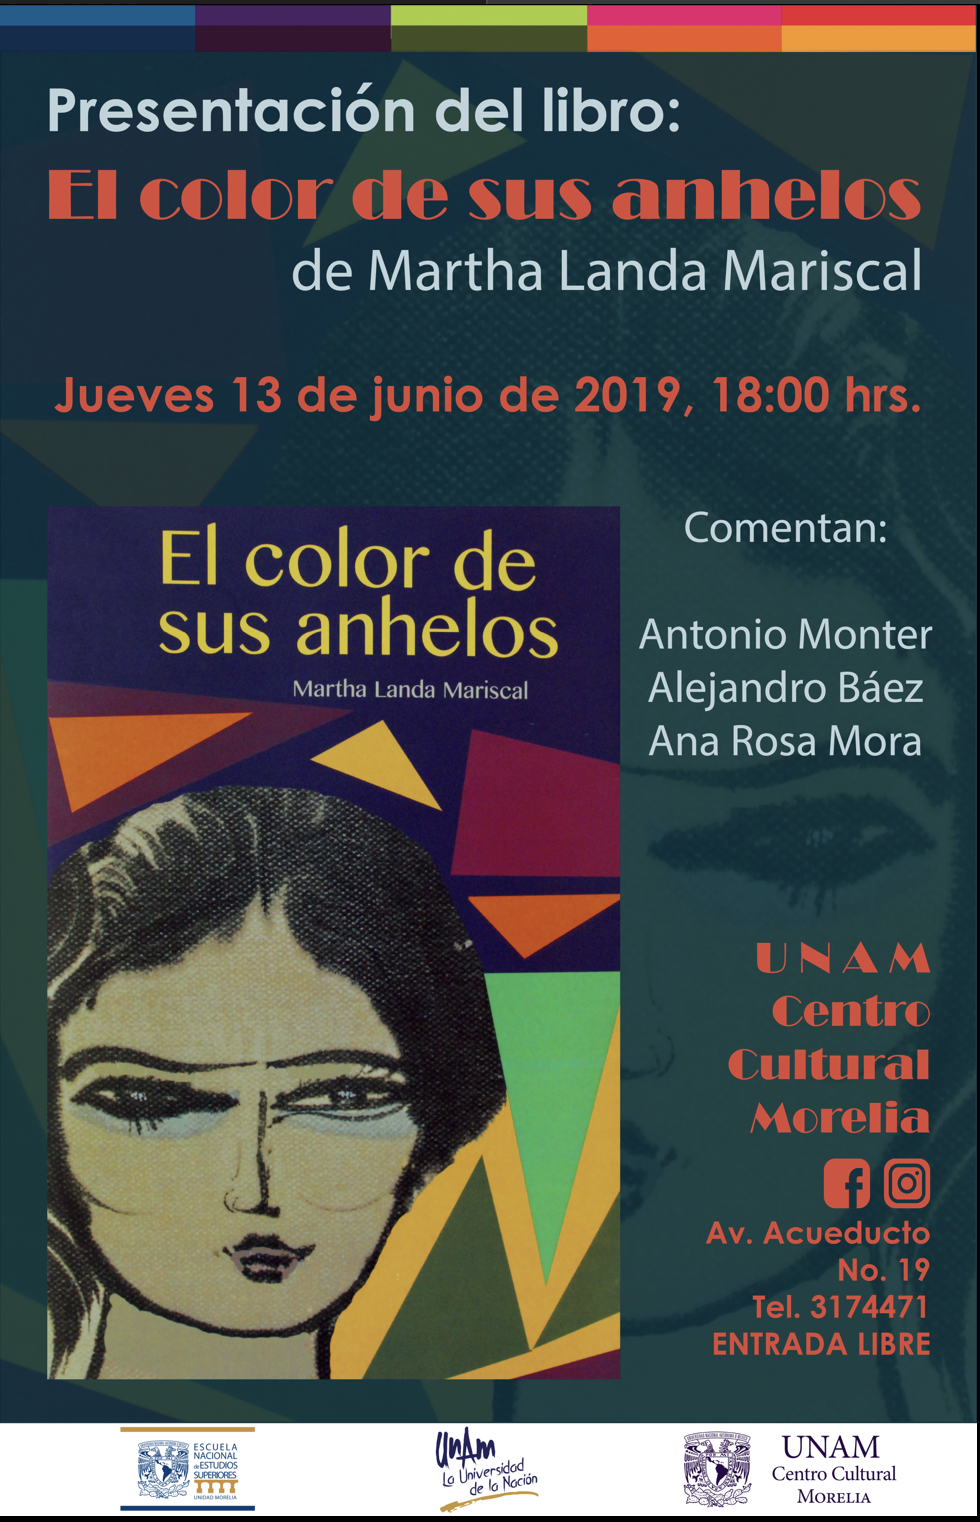 Presentación del libro:
El color de sus anhelos
de Martha Landa Mariscal
Jueves 13 de junio de 2019, 18:00 hrs.
El color de
sus anhelos
Martha Landa Mariscal
Comentan:
Antonio Monter
Alejandro Báez
Ana Rosa Mora
UNAM
Centro
Cultural
Morelia
Av. Acueducto
No. 19
Tel. 3174471
ENTRADA LIBRE
ESCUELA
NACIONAL
de ESTUDIOS
SUPERIORES
UNIDAD MORELIA
UnAm
La Universidad
de la Nación
UNAM
Centro Cultural
MORELIA